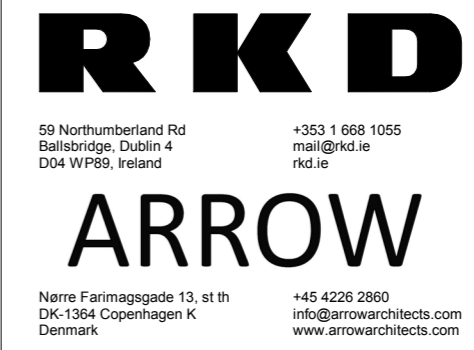 RKD
59 Northumberland Rd
Ballsbridge, Dublin 4
D04 WP89, Ireland
+353 1 668 1055
mail@rkd.ie
rkd.ie
ARROW
Nørre Farimagsgade 13, st th
DK-1364 Copenhagen K
Denmark
+45 4226 2860
info@arrowarchitects.com
www.arrowarchitects.com